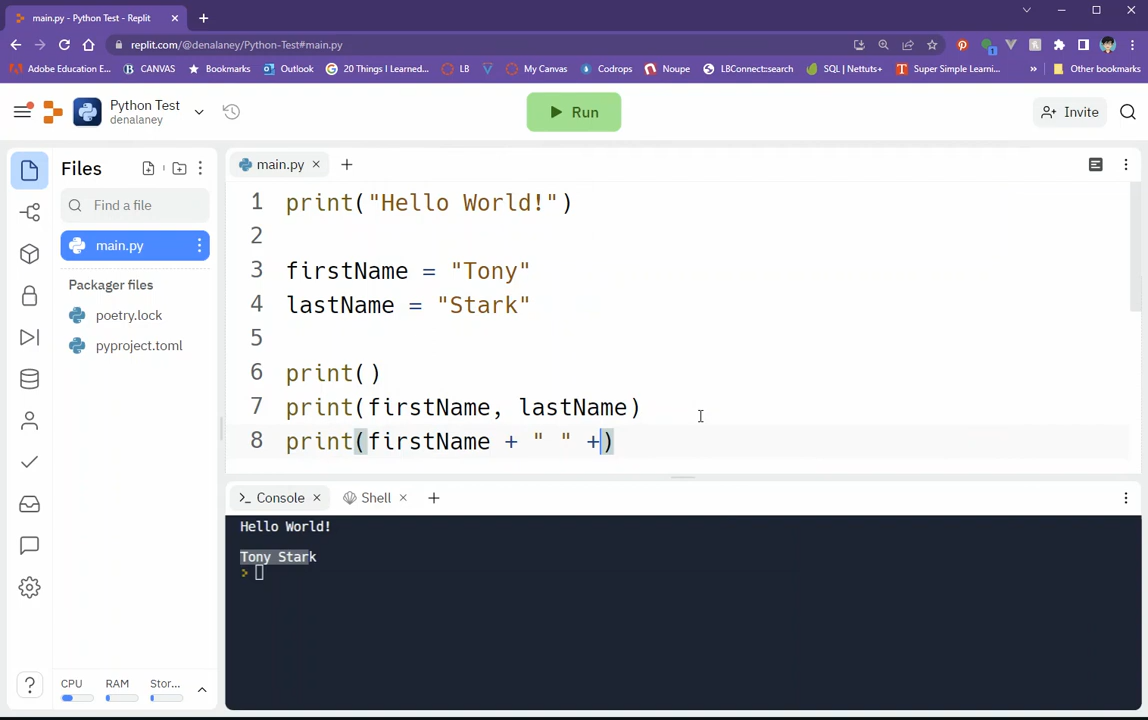 main.py - Python Test - Replit
replit.com/@denalaney/Python-Test#main.py
Adobe Education E... CANVAS Bookmarks Outlook 20 Things I Learned... LB My Canvas Codrops Noupe LBConnect::search SQL | Nettuts+ Super Simple Learni... » Other bookmarks
Python Test
denalaney
Run
Invite
Files
main.py
Find a file
main.py
Packager files
poetry.lock
pyproject.toml
1 print("Hello World!")
2
3 firstName = "Tony"
4 lastName = "Stark"
5
6 print()
7 print(firstName, lastName)
8 print(firstName + " " +)
>_ Console Shell
Hello World!
Tony Stark
>
? CPU RAM Stor...